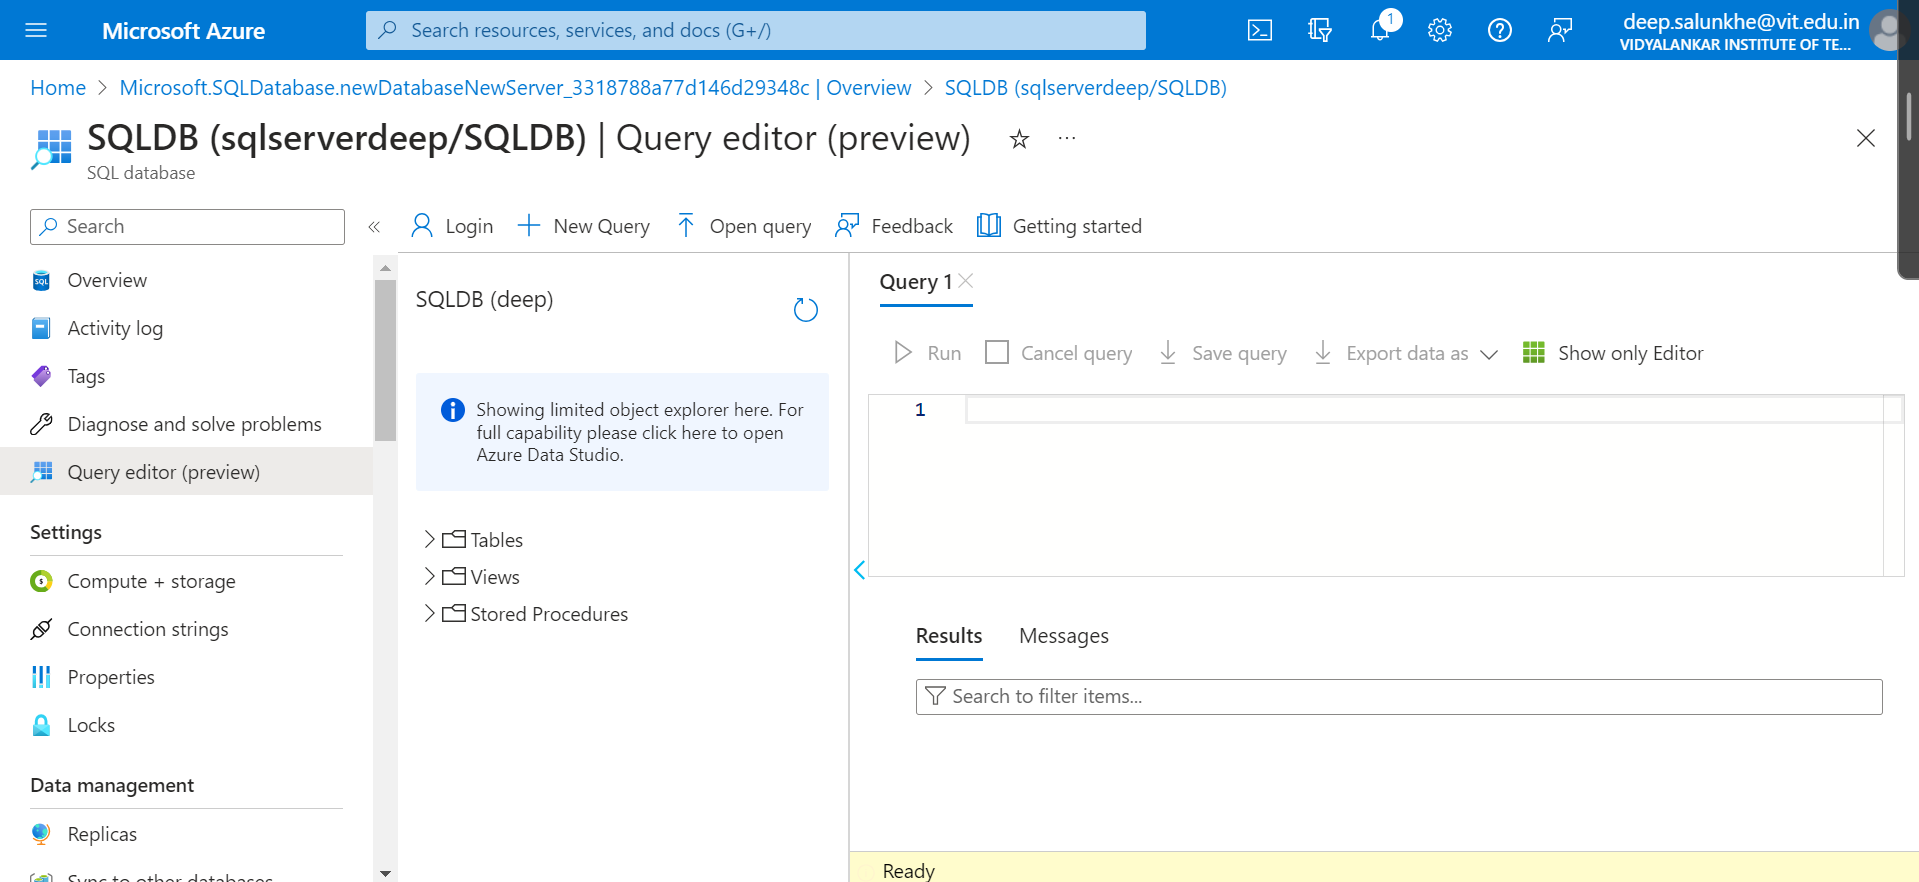 Microsoft Azure
Search resources, services, and docs (G+/)
1
deep.salunkhe@vit.edu.in
VIDYALANKAR INSTITUTE OF TE...
Home > Microsoft.SQLDatabase.newDatabaseNewServer_3318788a77d146d29348c | Overview > SQLDB (sqlserverdeep/SQLDB)
SQLDB (sqlserverdeep/SQLDB) | Query editor (preview)
SQL database
Search
Login
New Query
Open query
Feedback
Getting started
Overview
Activity log
Tags
Diagnose and solve problems
Query editor (preview)
Settings
Compute + storage
Connection strings
Properties
Locks
Data management
Replicas
Sync to other databases
SQLDB (deep)
Showing limited object explorer here. For
full capability please click here to open
Azure Data Studio.
Tables
Views
Stored Procedures
Query 1
Run
Cancel query
Save query
Export data as
Show only Editor
1
Results
Messages
Search to filter items...
Ready